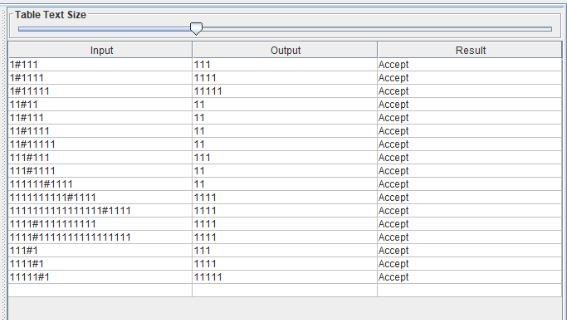 Table Text Size
Input Output Result
1#111 111 Accept
1#1111 1111 Accept
1#11111 11111 Accept
11#11 11 Accept
11#111 11 Accept
11#1111 11 Accept
11#11111 11 Accept
111#111 111 Accept
111#1111 11 Accept
111111#1111 11 Accept
1111111111#1111 1111 Accept
1111111111111111#1111 1111 Accept
1111#1111111111 1111 Accept
1111#1111111111111111 1111 Accept
111#1 111 Accept
1111#1 1111 Accept
11111#1 11111 Accept